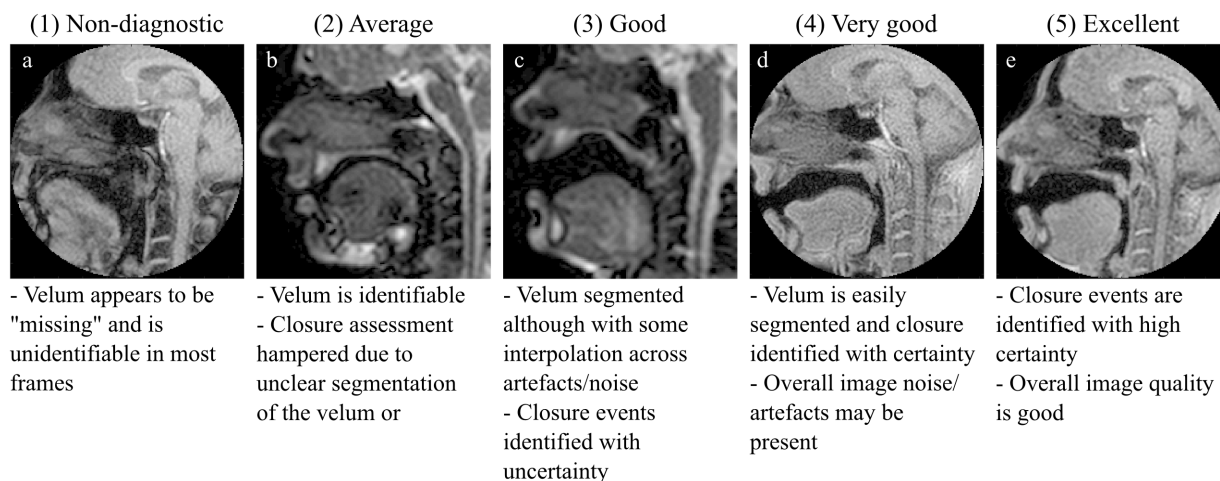 (1) Non-diagnostic
(2) Average
(3) Good
(4) Very good
(5) Excellent
a
b
c
d
e
- Velum appears to be
"missing" and is
unidentifiable in most
frames
- Velum is identifiable
- Closure assessment
hampered due to
unclear segmentation
of the velum or
- Velum segmented
although with some
interpolation across
artefacts/noise
- Closure events
identified with
uncertainty
- Velum is easily
segmented and closure
identified with certainty
- Overall image noise/
artefacts may be
present
- Closure events are
identified with high
certainty
- Overall image quality
is good